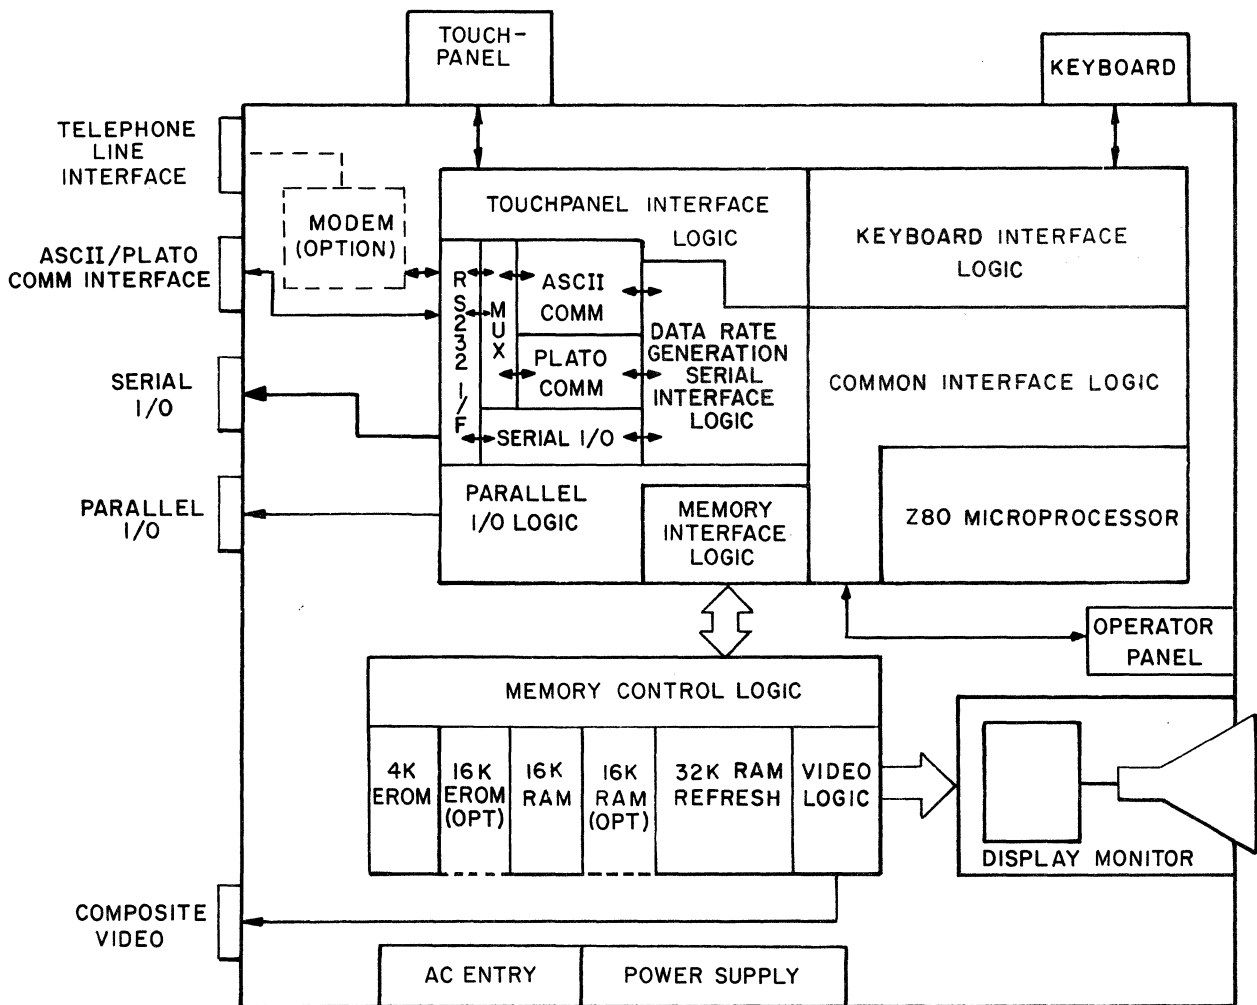 TOUCH-
PANEL
KEYBOARD
TELEPHONE
LINE
INTERFACE
MODEM
(OPTION)
ASCII/PLATO
COMM INTERFACE
SERIAL
I/O
PARALLEL
I/O
TOUCHPANEL INTERFACE
LOGIC
KEYBOARD INTERFACE
LOGIC
RS232 I/F
MUX
ASCII
COMM
PLATO
COMM
SERIAL I/O
DATA RATE
GENERATION
SERIAL
INTERFACE
LOGIC
COMMON INTERFACE LOGIC
PARALLEL
I/O LOGIC
MEMORY
INTERFACE
LOGIC
Z80 MICROPROCESSOR
OPERATOR
PANEL
MEMORY CONTROL LOGIC
4K
EROM
16K
EROM
(OPT)
16K
RAM
16K
RAM
(OPT)
32K RAM
REFRESH
VIDEO
LOGIC
DISPLAY MONITOR
COMPOSITE
VIDEO
AC ENTRY
POWER SUPPLY